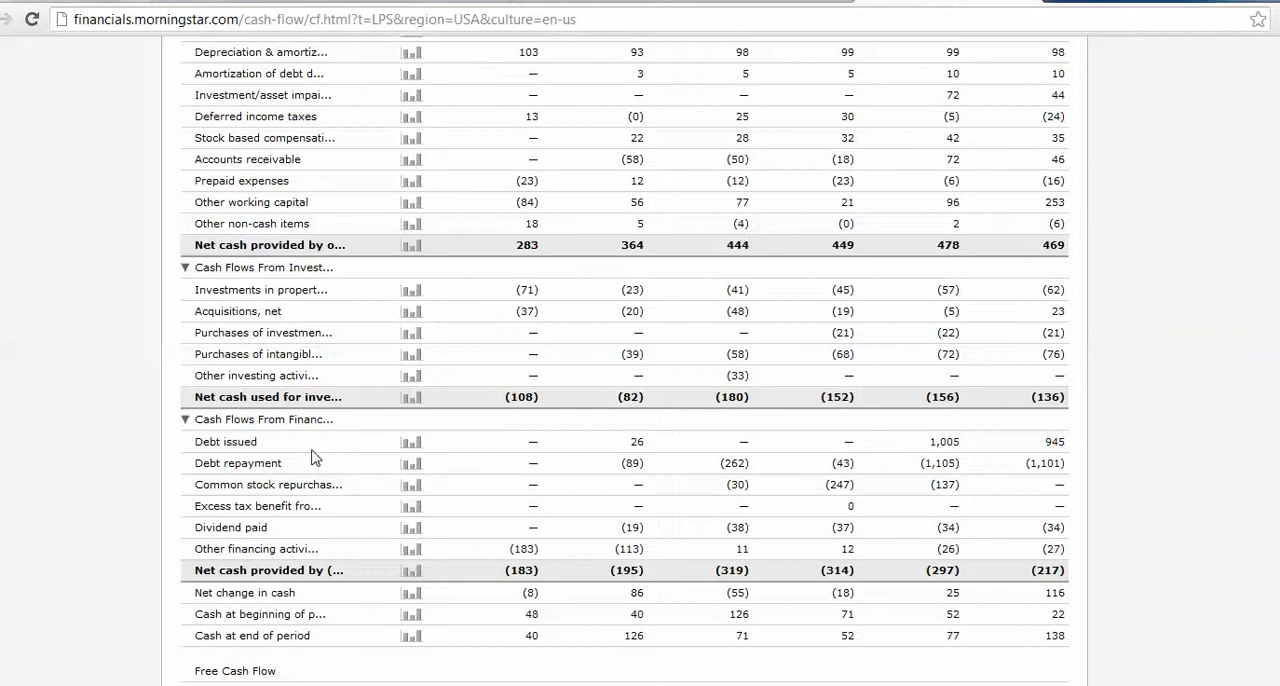 financials.morningstar.com/cash-flow/cf.html?t=LPS&region=USA&culture=en-us
Depreciation & amortiz... 103 93 98 99 99 98
Amortization of debt d... — 3 5 5 10 10
Investment/asset impai... — — — — 72 44
Deferred income taxes 13 (0) 25 30 (5) (24)
Stock based compensati... — 22 28 32 42 35
Accounts receivable — (58) (50) (18) 72 46
Prepaid expenses (23) 12 (12) (23) (6) (16)
Other working capital (84) 56 77 21 96 253
Other non-cash items 18 5 (4) (0) 2 (6)
Net cash provided by o... 283 364 444 449 478 469
▼ Cash Flows From Invest...
Investments in propert... (71) (23) (41) (45) (57) (62)
Acquisitions, net (37) (20) (48) (19) (5) 23
Purchases of investmen... — — — (21) (22) (21)
Purchases of intangibl... — (39) (58) (68) (72) (76)
Other investing activi... — — (33) — — —
Net cash used for inve... (108) (82) (180) (152) (156) (136)
▼ Cash Flows From Financ...
Debt issued — 26 — — 1,005 945
Debt repayment — (89) (262) (43) (1,105) (1,101)
Common stock repurchas... — — (30) (247) (137) —
Excess tax benefit fro... — — — 0 — —
Dividend paid — (19) (38) (37) (34) (34)
Other financing activi... (183) (113) 11 12 (26) (27)
Net cash provided by (... (183) (195) (319) (314) (297) (217)
Net change in cash (8) 86 (55) (18) 25 116
Cash at beginning of p... 48 40 126 71 52 22
Cash at end of period 40 126 71 52 77 138
Free Cash Flow